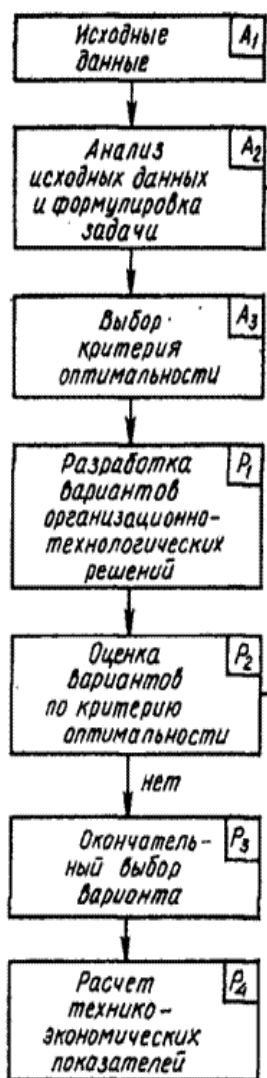 Исходные
данные
A₁
Анализ
исходных данных
и формулировка
задачи
A₂
Выбор
критерия
оптимальности
A₃
Разработка
вариантов
организационно-
технологических
решений
P₁
Оценка
вариантов
по критерию
оптимальности
P₂
нет
Окончатель-
ный выбор
варионта
P₃
Расчет
технико-
экономических
показателей
P₄